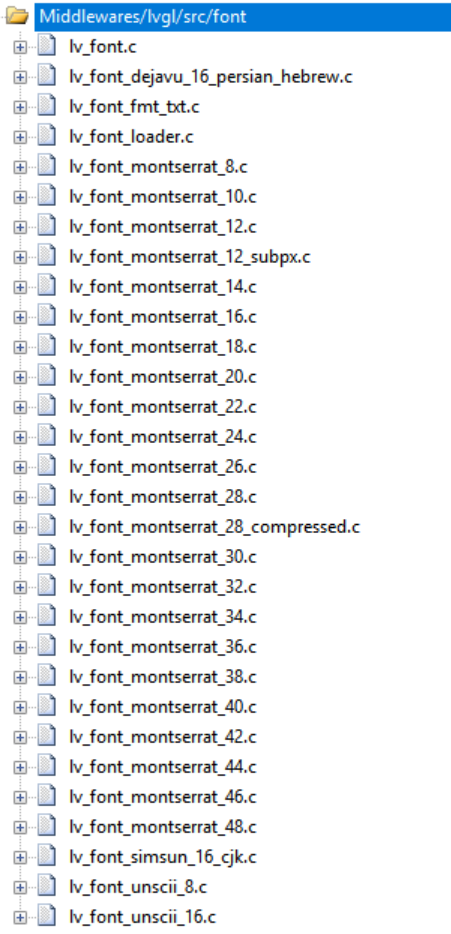 Middlewares/lvgl/src/font
lv_font.c
lv_font_dejavu_16_persian_hebrew.c
lv_font_fmt_txt.c
lv_font_loader.c
lv_font_montserrat_8.c
lv_font_montserrat_10.c
lv_font_montserrat_12.c
lv_font_montserrat_12_subpx.c
lv_font_montserrat_14.c
lv_font_montserrat_16.c
lv_font_montserrat_18.c
lv_font_montserrat_20.c
lv_font_montserrat_22.c
lv_font_montserrat_24.c
lv_font_montserrat_26.c
lv_font_montserrat_28.c
lv_font_montserrat_28_compressed.c
lv_font_montserrat_30.c
lv_font_montserrat_32.c
lv_font_montserrat_34.c
lv_font_montserrat_36.c
lv_font_montserrat_38.c
lv_font_montserrat_40.c
lv_font_montserrat_42.c
lv_font_montserrat_44.c
lv_font_montserrat_46.c
lv_font_montserrat_48.c
lv_font_simsun_16_cjk.c
lv_font_unscii_8.c
lv_font_unscii_16.c